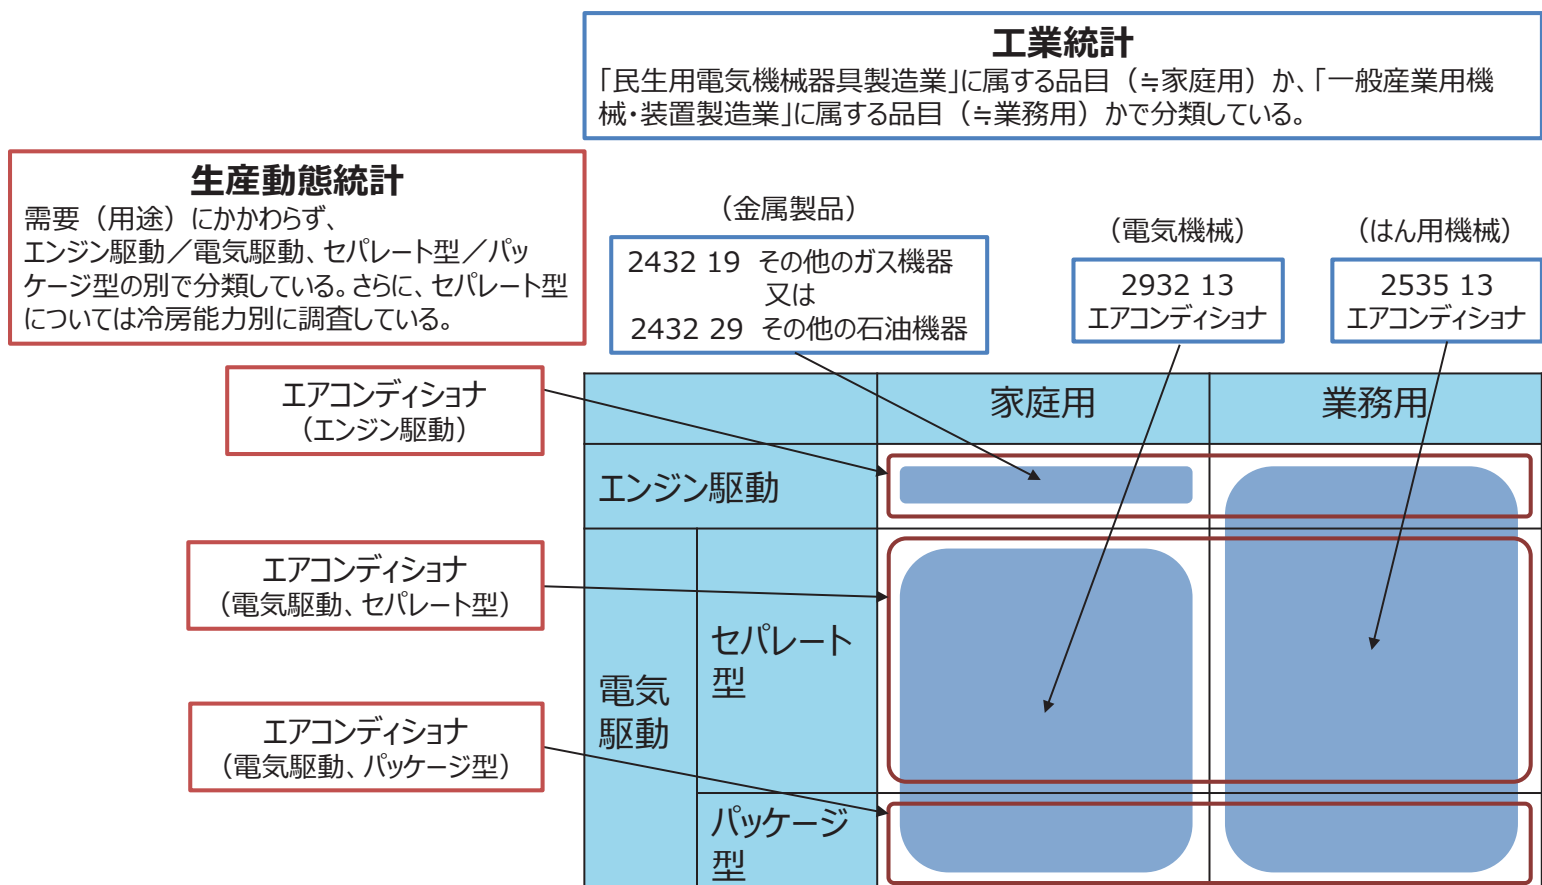 工業統計
「民生用電気機械器具製造業」に属する品目（≒家庭用）か、「一般産業用機
械・装置製造業」に属する品目（≒業務用）かで分類している。
生産動態統計
需要（用途）にかかわらず、
エンジン駆動／電気駆動、セパレート型／パッ
ケージ型の別で分類している。さらに、セパレート型
については冷房能力別に調査している。
（金属製品）
2432 19 その他のガス機器
又は
2432 29 その他の石油機器
（電気機械）
2932 13
エアコンディショナ
（はん用機械）
2535 13
エアコンディショナ
エアコンディショナ
（エンジン駆動）
エアコンディショナ
（電気駆動、セパレート型）
エアコンディショナ
（電気駆動、パッケージ型）
家庭用
業務用
エンジン駆動
電気
駆動
セパレート
型
パッケージ
型